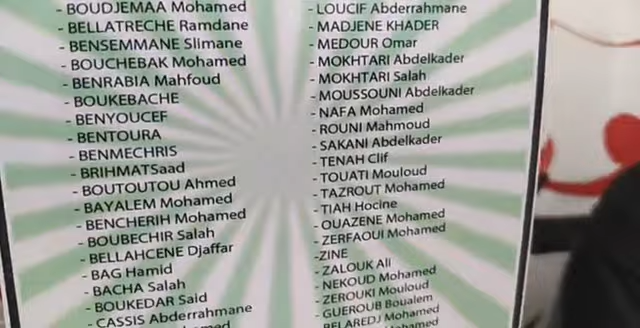 - BOUDJEMAA Mohamed
- BELLATRECHE Ramdane
- BENSEMMANE Slimane
- BOUCHEBAK Mohamed
- BENRABIA Mahfoud
- BOUKEBACHE
- BENYOUCEF
- BENTOURA
- BENMECHRIS
- BRIHMATSaad
- BOUTOUTOU Ahmed
- BAYALEM Mohamed
- BENCHERIH Mohamed
- BOUBECHIR Salah
- BELLAHCENE Djaffar
- BAG Hamid
- BACHA Salah
- BOUKEDAR Said
- CASSIS Abderrahmane
- LOUCIF Abderrahmane
- MADJENE KHADER
- MEDOUR Omar
- MOKHTARI Abdelkader
- MOKHTARI Salah
- MOUSSOUNI Abdelkader
- NAFA Mohamed
- ROUNI Mahmoud
- SAKANI Abdelkader
- TENAH Clif
- TOUATI Mouloud
- TAZROUT Mohamed
- TIAH Hocine
- OUAZENE Mohamed
- ZERFAOUI Mohamed
-ZINE
- ZALOUK Ali
- NEKOUD Mohamed
- ZEROUKI Mouloud
- GUEROUB Boualem
- BELAREDJ Mohamed